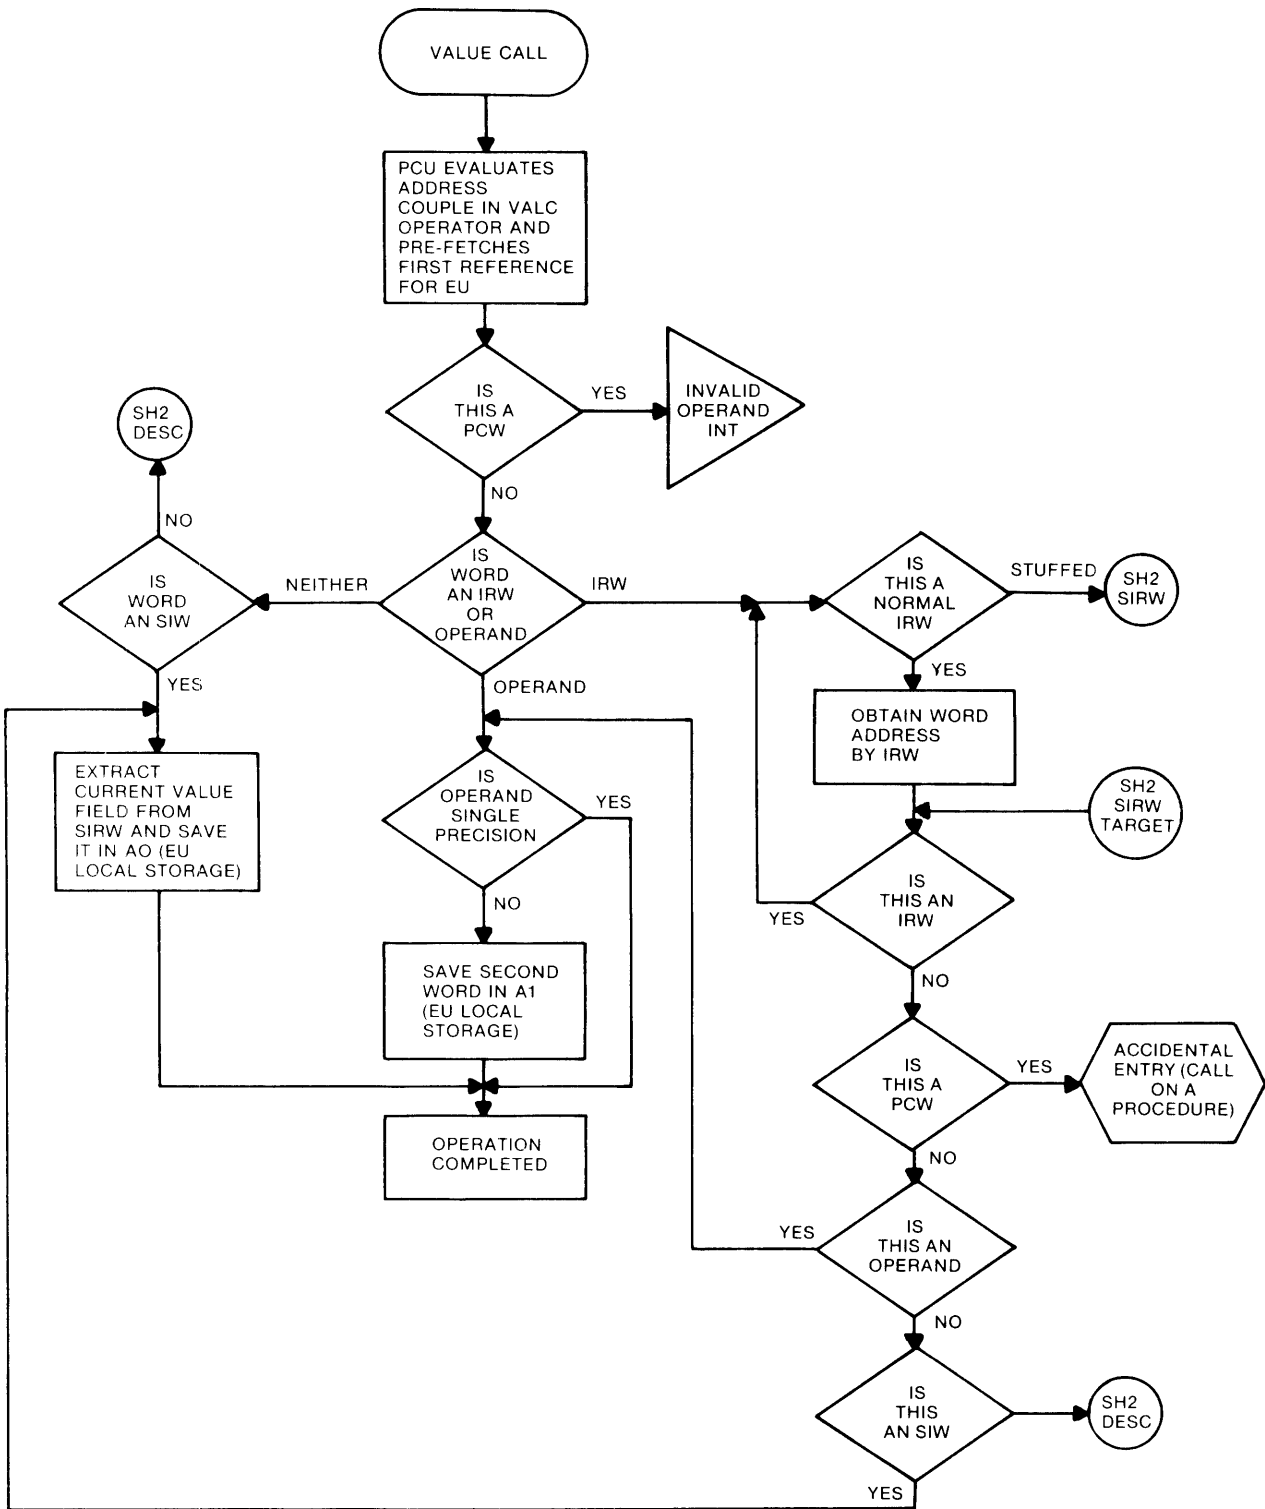 VALUE CALL
PCU EVALUATES
ADDRESS
COUPLE IN VALC
OPERATOR AND
PRE-FETCHES
FIRST REFERENCE
FOR EU
IS
THIS A
PCW
YES
INVALID
OPERAND
INT
NO
SH2
DESC
NO
IS
WORD
AN SIW
NEITHER
IS
WORD
AN IRW
OR
OPERAND
IRW
IS
THIS A
NORMAL
IRW
STUFFED
SH2
SIRW
YES
OPERAND
YES
OBTAIN WORD
ADDRESS
BY IRW
EXTRACT
CURRENT VALUE
FIELD FROM
SIRW AND SAVE
IT IN AO (EU
LOCAL STORAGE)
IS
OPERAND
SINGLE
PRECISION
YES
SH2
SIRW
TARGET
NO
IS
THIS AN
IRW
YES
NO
SAVE SECOND
WORD IN A1
(EU LOCAL
STORAGE)
IS
THIS A
PCW
YES
ACCIDENTAL
ENTRY (CALL
ON A
PROCEDURE)
NO
OPERATION
COMPLETED
IS
THIS AN
OPERAND
YES
NO
IS
THIS
AN SIW
SH2
DESC
YES